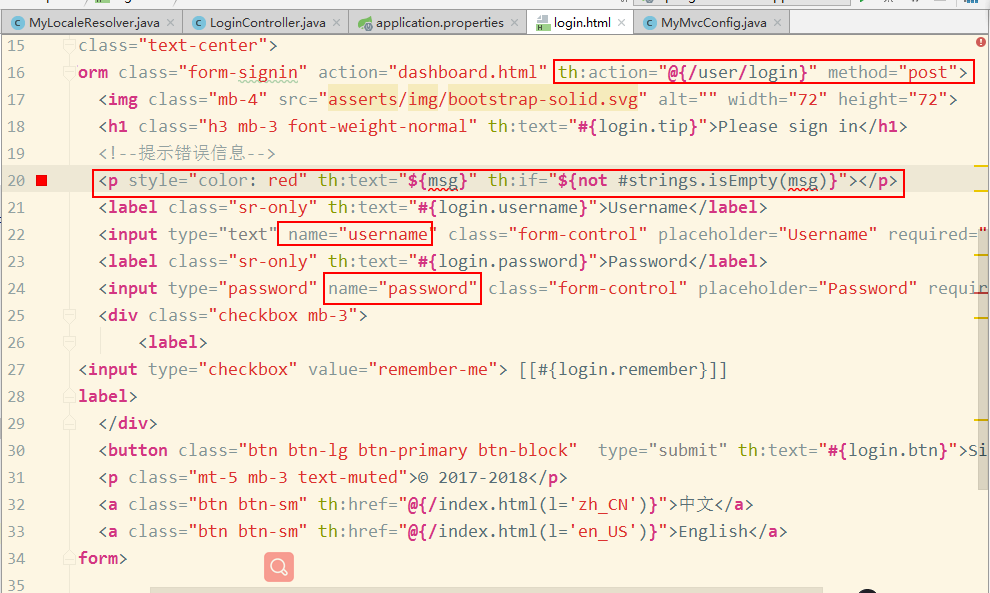 MyLocaleResolver.java LoginController.java application.properties login.html MyMvcConfig.java
15 class="text-center">
16 orm class="form-signin" action="dashboard.html" th:action="@{/user/login}" method="post">
17 <img class="mb-4" src="asserts/img/bootstrap-solid.svg" alt="" width="72" height="72">
18 <h1 class="h3 mb-3 font-weight-normal" th:text="#{login.tip}">Please sign in</h1>
19 <!--提示错误信息-->
20 <p style="color: red" th:text="${msg}" th:if="${not #strings.isEmpty(msg)}"></p>
21 <label class="sr-only" th:text="#{login.username}">Username</label>
22 <input type="text" name="username" class="form-control" placeholder="Username" required="
23 <label class="sr-only" th:text="#{login.password}">Password</label>
24 <input type="password" name="password" class="form-control" placeholder="Password" requir
25 <div class="checkbox mb-3">
26 <label>
27 <input type="checkbox" value="remember-me"> [[#{login.remember}]]
28 label>
29 </div>
30 <button class="btn btn-lg btn-primary btn-block" type="submit" th:text="#{login.btn}">Si
31 <p class="mt-5 mb-3 text-muted">© 2017-2018</p>
32 <a class="btn btn-sm" th:href="@{/index.html(l='zh_CN')}">中文</a>
33 <a class="btn btn-sm" th:href="@{/index.html(l='en_US')}">English</a>
34 form>
35